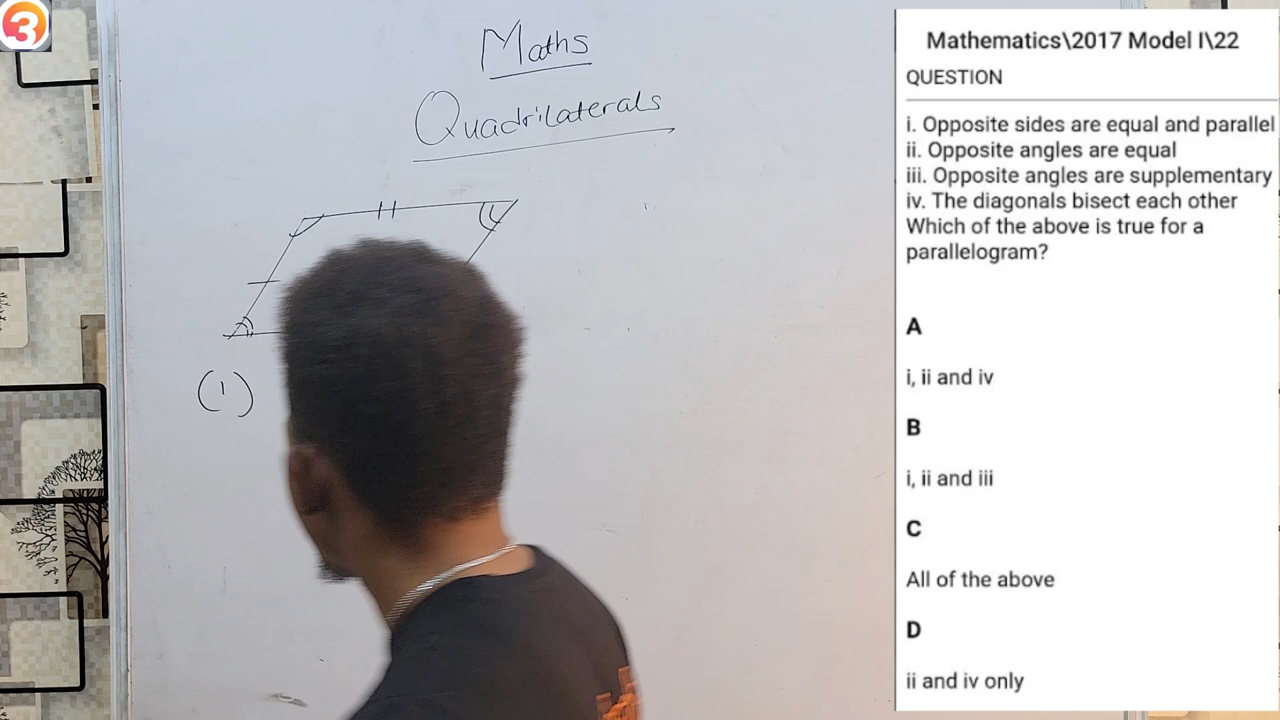 3
Maths
Quadrilaterals
(1)
Mathematics\2017 Model I\22
QUESTION
i. Opposite sides are equal and parallel
ii. Opposite angles are equal
iii. Opposite angles are supplementary
iv. The diagonals bisect each other
Which of the above is true for a
parallelogram?
A
i, ii and iv
B
i, ii and iii
C
All of the above
D
ii and iv only